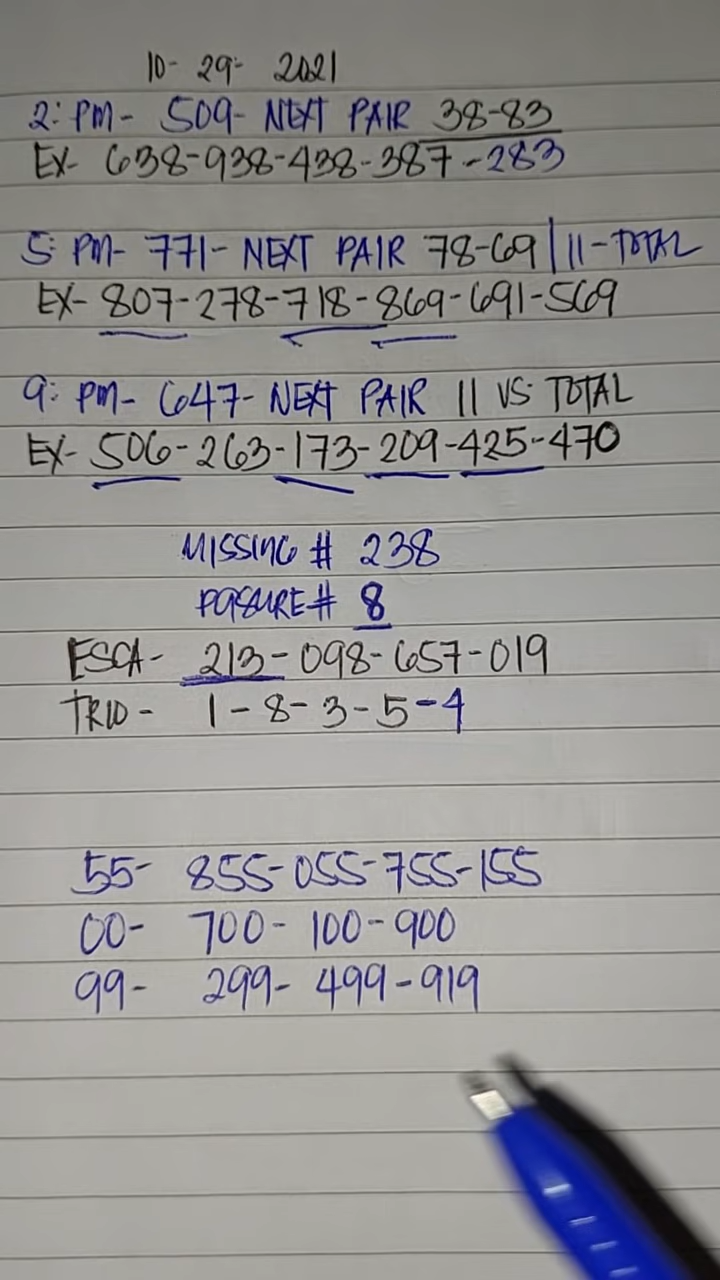 10- 29- 2021
2: PM- 509- NEXT PAIR 38-83
EX- 638-938-438-387-283
5: PM- 771- NEXT PAIR 78-69 | 11-TOTAL
EX- 807-278-718-869-691-569
9: PM- 647- NEXT PAIR 11 VS TOTAL
EX- 506-263-173-209-425-470
MISSING # 238
PASURE# 8
ESCA- 213-098-657-019
TRIO- 1-8-3-5-4
55- 855-055-755-155
00- 700-100-900
99- 299-499-919